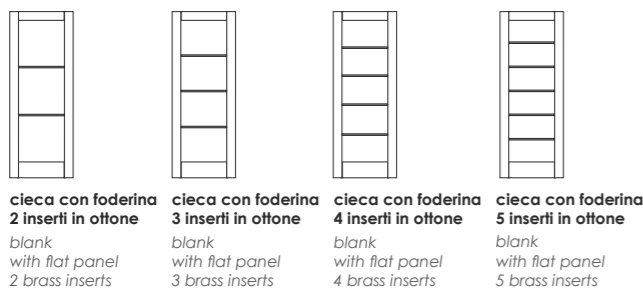 cieca con foderina
2 inserti in ottone
blank
with flat panel
2 brass inserts
cieca con foderina
3 inserti in ottone
blank
with flat panel
3 brass inserts
cieca con foderina
4 inserti in ottone
blank
with flat panel
4 brass inserts
cieca con foderina
5 inserti in ottone
blank
with flat panel
5 brass inserts